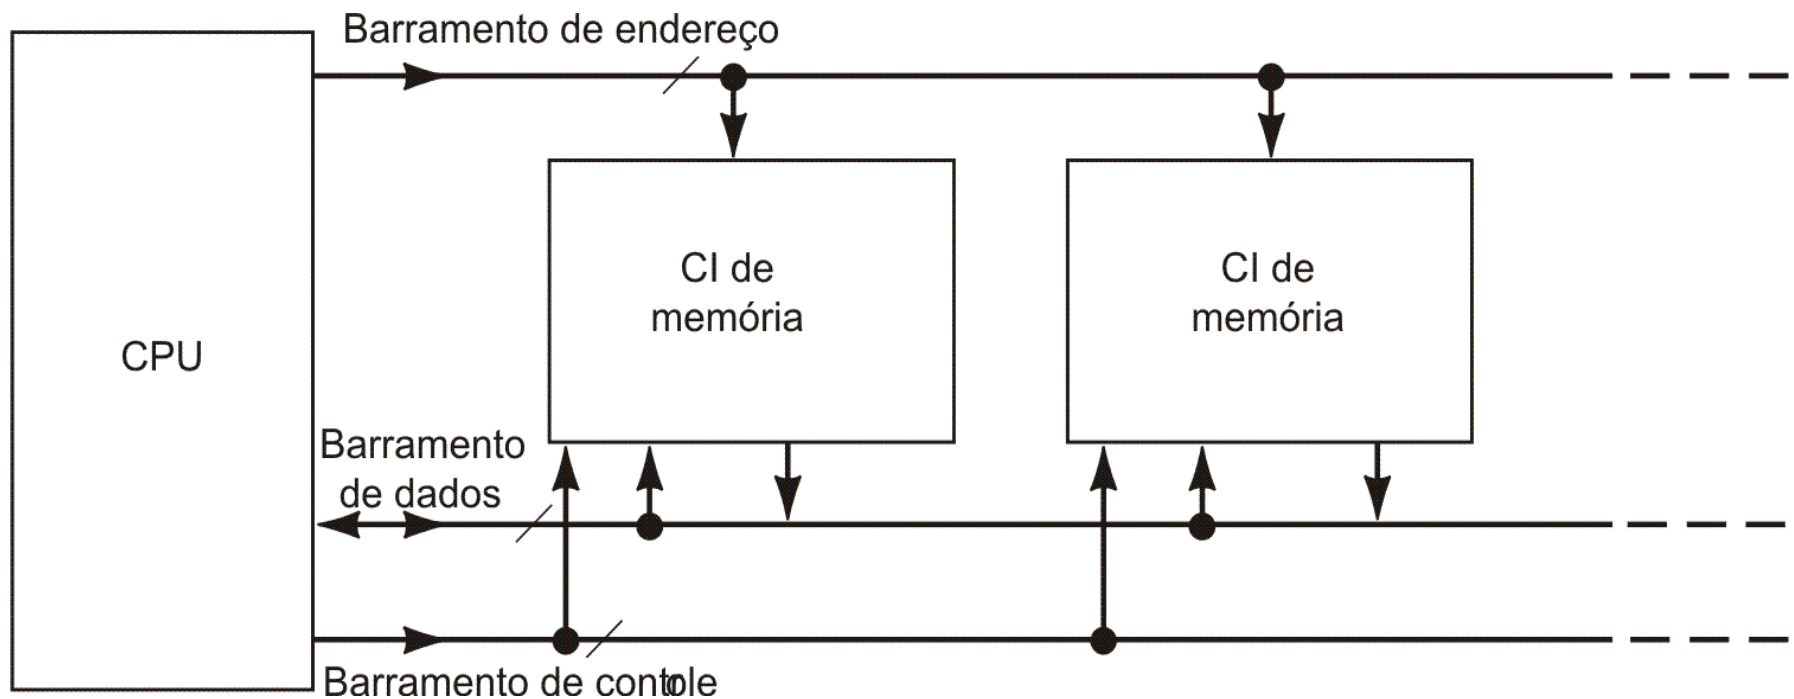 Barramento de endereço
CI de
memória
CI de
memória
CPU
Barramento
de dados
Barramento de controle